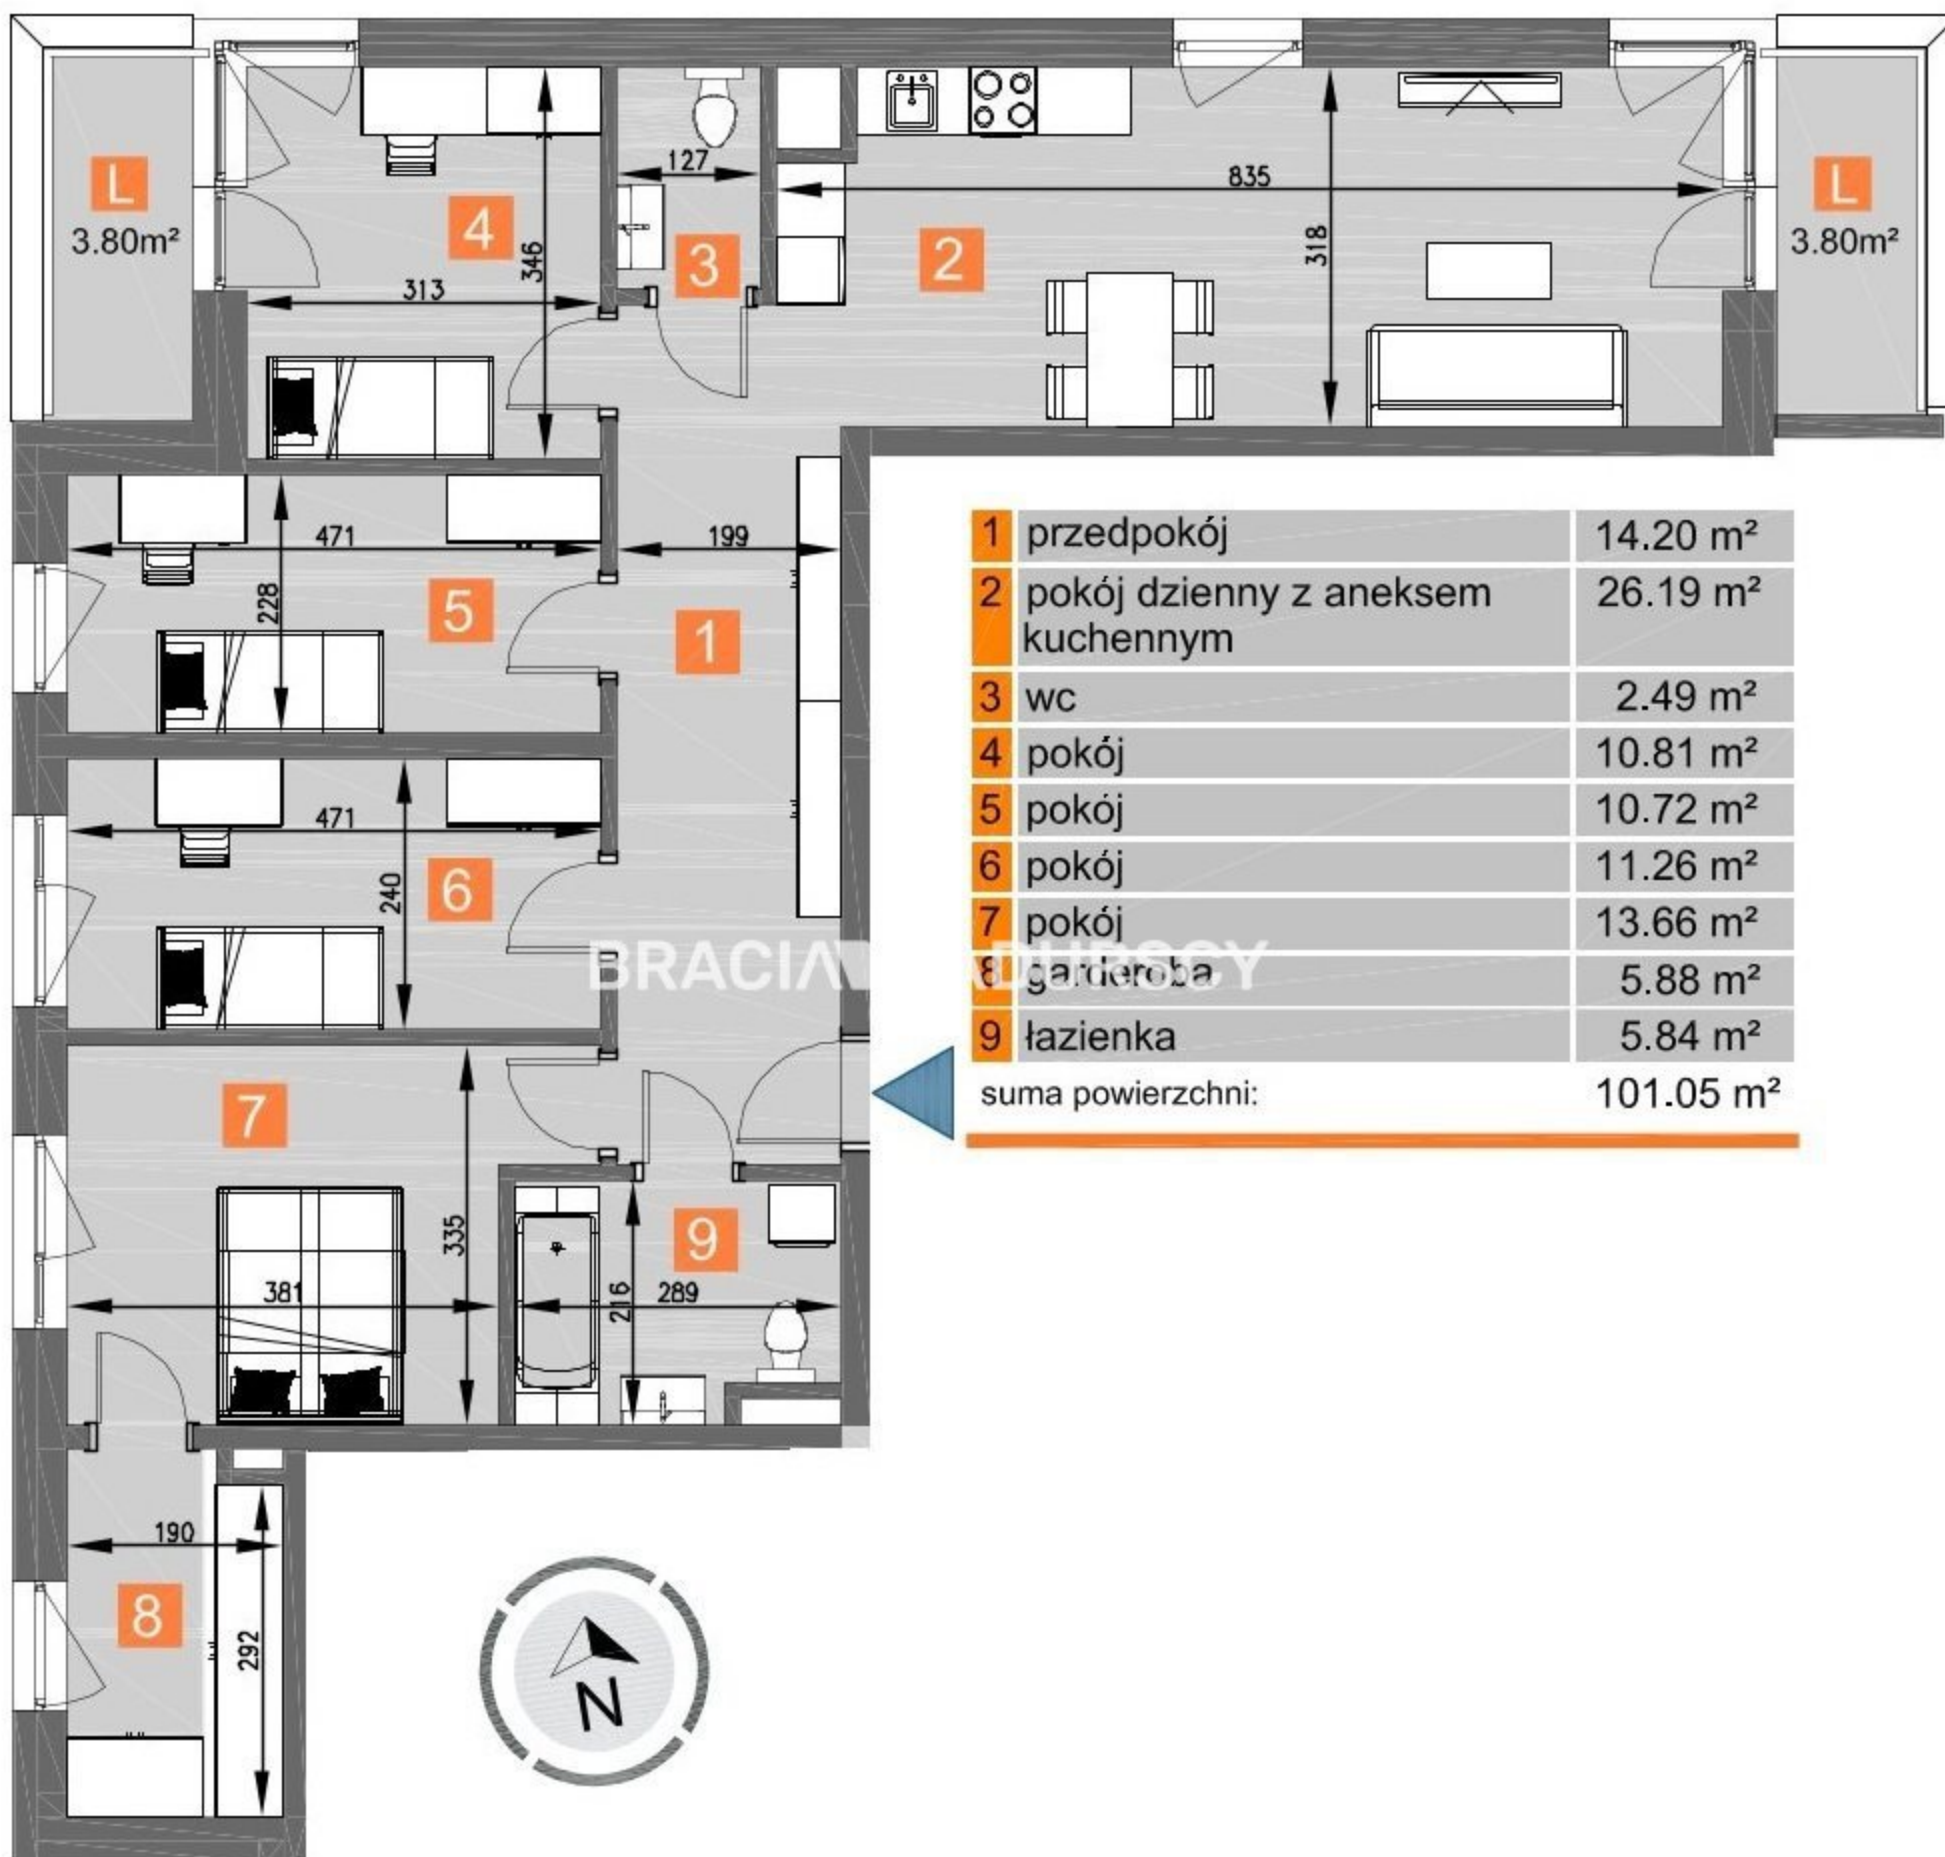 L
3.80m²
4
346
313
127
3
835
2
318
L
3.80m²
471
228
5
199
1
471
240
6
7
335
381
9
216
289
190
8
292
N
1 przedpokój 14.20 m²
2 pokój dzienny z aneksem 26.19 m²
kuchennym
3 wc 2.49 m²
4 pokój 10.81 m²
5 pokój 10.72 m²
6 pokój 11.26 m²
7 pokój 13.66 m²
8 garderoba 5.88 m²
9 łazienka 5.84 m²
suma powierzchni: 101.05 m²
BRACIA